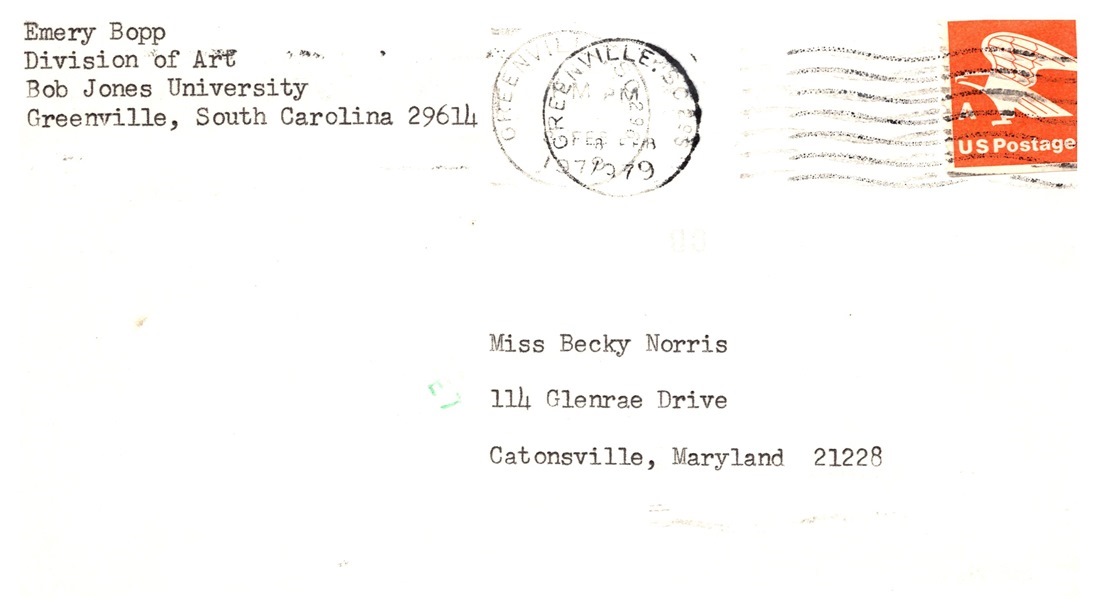 Emery Bopp
Division of Art
Bob Jones University
Greenville, South Carolina 29614
GREENVILLE, SC
FEB
1979
A
US Postage
Miss Becky Norris
114 Glenrae Drive
Catonsville, Maryland 21228